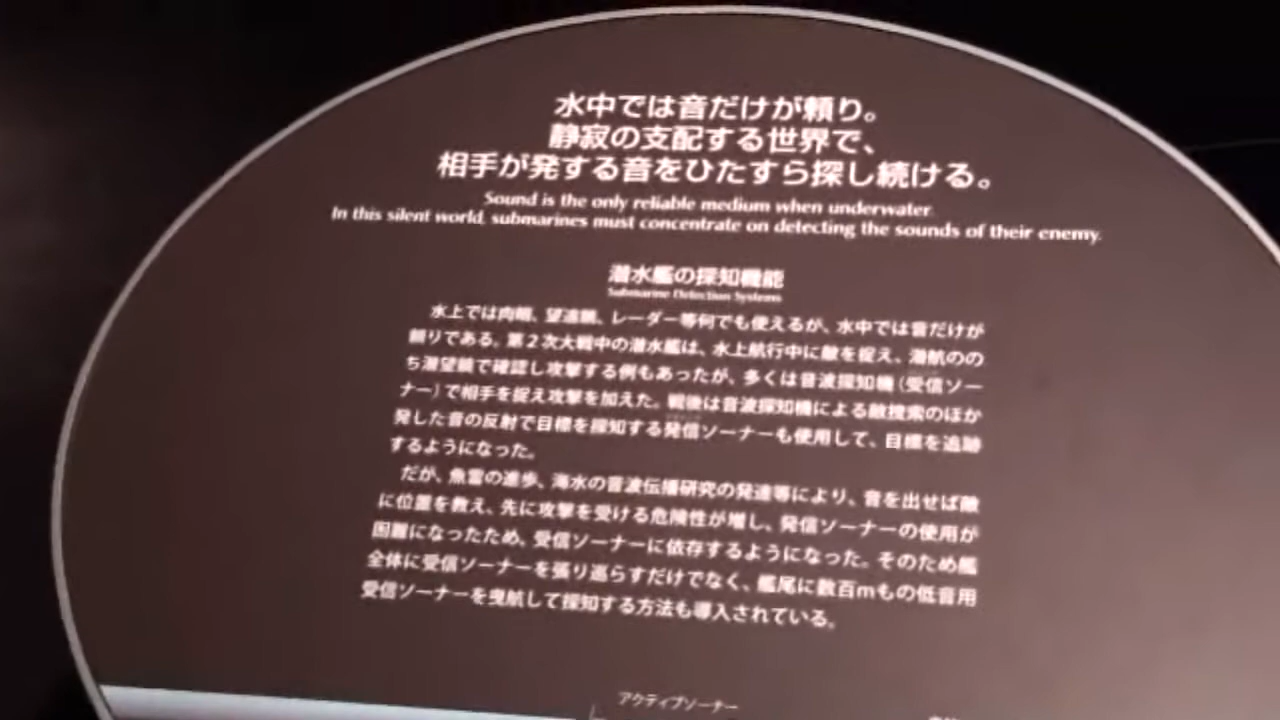 水中では音だけが頼り。
静寂の支配する世界で、
相手が発する音をひたすら探し続ける。
Sound is the only reliable medium when underwater.
In this silent world, submarines must concentrate on detecting the sounds of their enemy.
潜水艦の探知機能
Submarine Detection Systems
水上では肉眼、望遠鏡、レーダー等何でも使えるが、水中では音だけが
頼りである。第2次大戦中の潜水艦は、水上航行中に敵を捉え、潜航のの
ち潜望鏡で確認し攻撃する例もあったが、多くは音波探知機（受信ソー
ナー）で相手を捉え攻撃を加えた。戦後は音波探知機による敵捜索のほか
発した音の反射で目標を探知する発信ソーナーも使用して、目標を追跡
するようになった。
だが、魚雷の進歩、海水の音波伝播研究の発達等により、音を出せば敵
に位置を教え、先に攻撃を受ける危険性が増し、発信ソーナーの使用が
困難になったため、受信ソーナーに依存するようになった。そのため艦
全体に受信ソーナーを張り巡らすだけでなく、艦尾に数百mもの低音用
受信ソーナーを曳航して探知する方法も導入されている。
アクティブソーナー